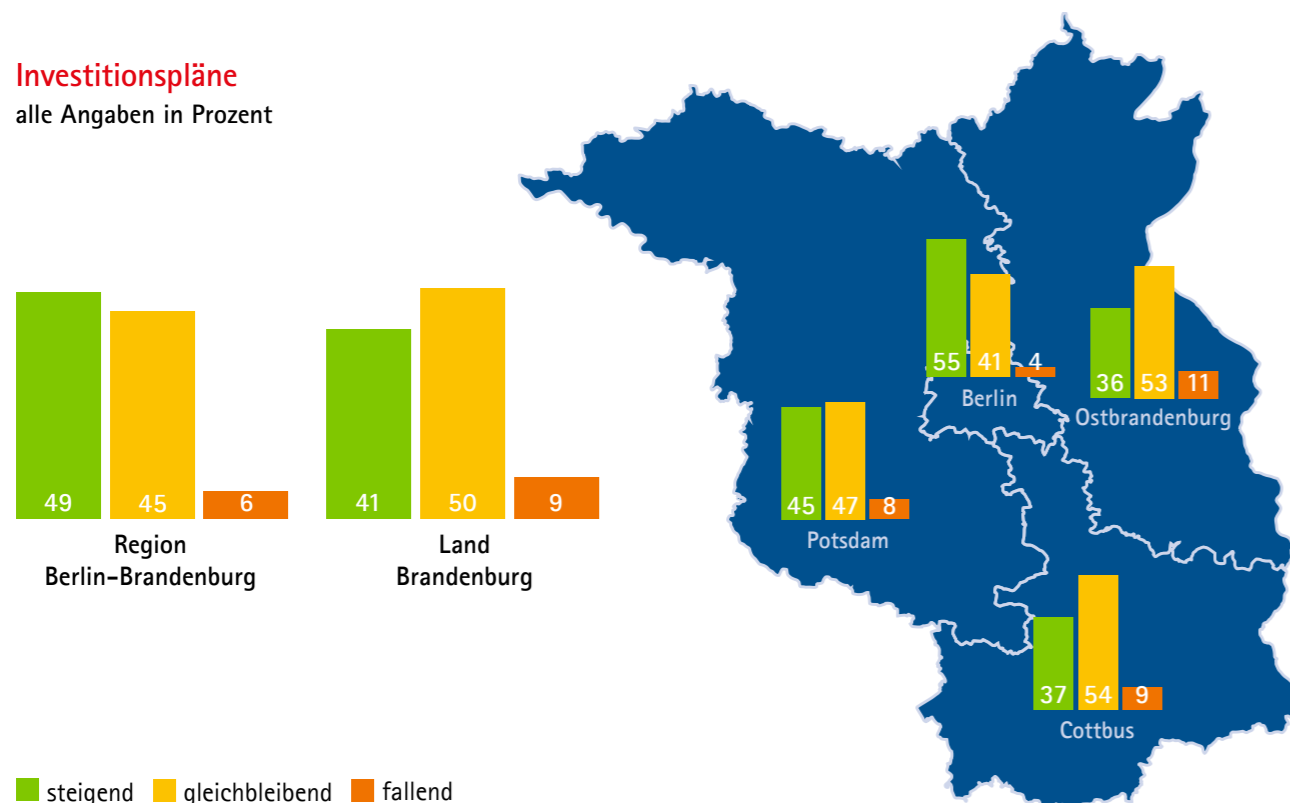 Investitionspläne
alle Angaben in Prozent
49 45 6
Region
Berlin-Brandenburg
41 50 9
Land
Brandenburg
55 41 4
Berlin
36 53 11
Ostbrandenburg
45 47 8
Potsdam
37 54 9
Cottbus
steigend gleichbleibend fallend